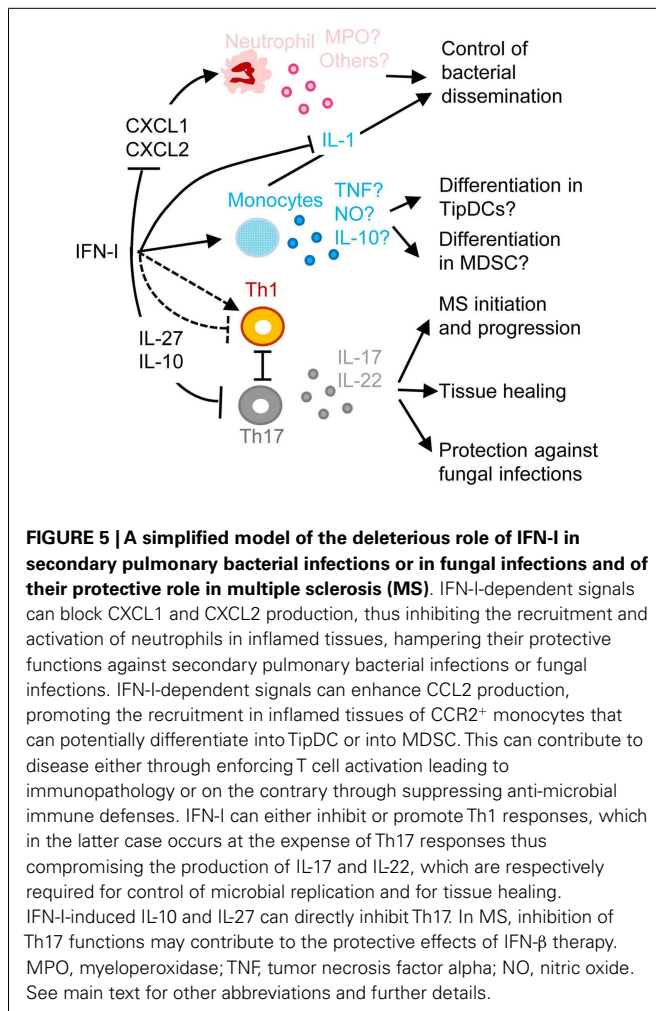 Neutrophil
MPO?
Others?
Control of
bacterial
dissemination
CXCL1
CXCL2
IL-1
Monocytes
TNF?
NO?
IL-10?
Differentiation in
TipDCs?
Differentiation
in MDSC?
IFN-I
Th1
MS initiation
and progression
IL-27
IL-10
IL-17
IL-22
Tissue healing
Th17
Protection against
fungal infections
FIGURE 5 | A simplified model of the deleterious role of IFN-I in
secondary pulmonary bacterial infections or in fungal infections and of
their protective role in multiple sclerosis (MS). IFN-I-dependent signals
can block CXCL1 and CXCL2 production, thus inhibiting the recruitment and
activation of neutrophils in inflamed tissues, hampering their protective
functions against secondary pulmonary bacterial infections or fungal
infections. IFN-I-dependent signals can enhance CCL2 production,
promoting the recruitment in inflamed tissues of CCR2⁺ monocytes that
can potentially differentiate into TipDC or into MDSC. This can contribute to
disease either through enforcing T cell activation leading to
immunopathology or on the contrary through suppressing anti-microbial
immune defenses. IFN-I can either inhibit or promote Th1 responses, which
in the latter case occurs at the expense of Th17 responses thus
compromising the production of IL-17 and IL-22, which are respectively
required for control of microbial replication and for tissue healing.
IFN-I-induced IL-10 and IL-27 can directly inhibit Th17. In MS, inhibition of
Th17 functions may contribute to the protective effects of IFN-β therapy.
MPO, myeloperoxidase; TNF, tumor necrosis factor alpha; NO, nitric oxide.
See main text for other abbreviations and further details.